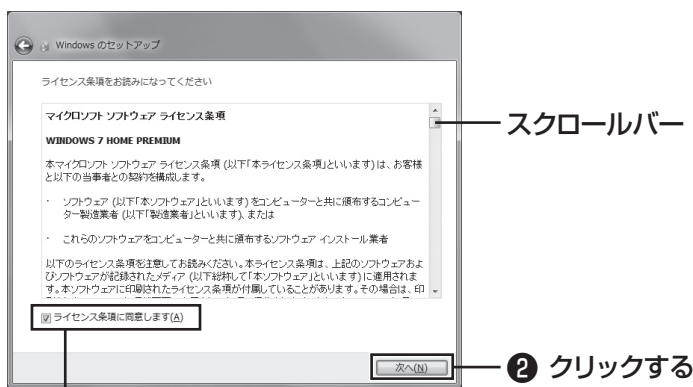 Windows のセットアップ
ライセンス条項をお読みになってください
マイクロソフト ソフトウェア ライセンス条項
WINDOWS 7 HOME PREMIUM
本マイクロソフト ソフトウェア ライセンス条項 (以下「本ライセンス条項」といいます) は、お客様
と以下の当事者との契約を構成します。
・ ソフトウェア (以下「本ソフトウェア」といいます) をコンピューターと共に頒布するコンピュー
ター製造業者 (以下「製造業者」といいます)、または
・ これらのソフトウェアをコンピューターと共に頒布するソフトウェア インストール業者
以下のライセンス条項を注意してお読みください。本ライセンス条項は、上記のソフトウェアおよ
びソフトウェアが記録されたメディア (以下総称して「本ソフトウェア」といいます) に適用されま
す。本ソフトウェアに印刷されたライセンス条項が付属していることがあります。その場合は、印
ライセンス条項に同意します(A)
次へ(N)
スクロールバー
❷ クリックする